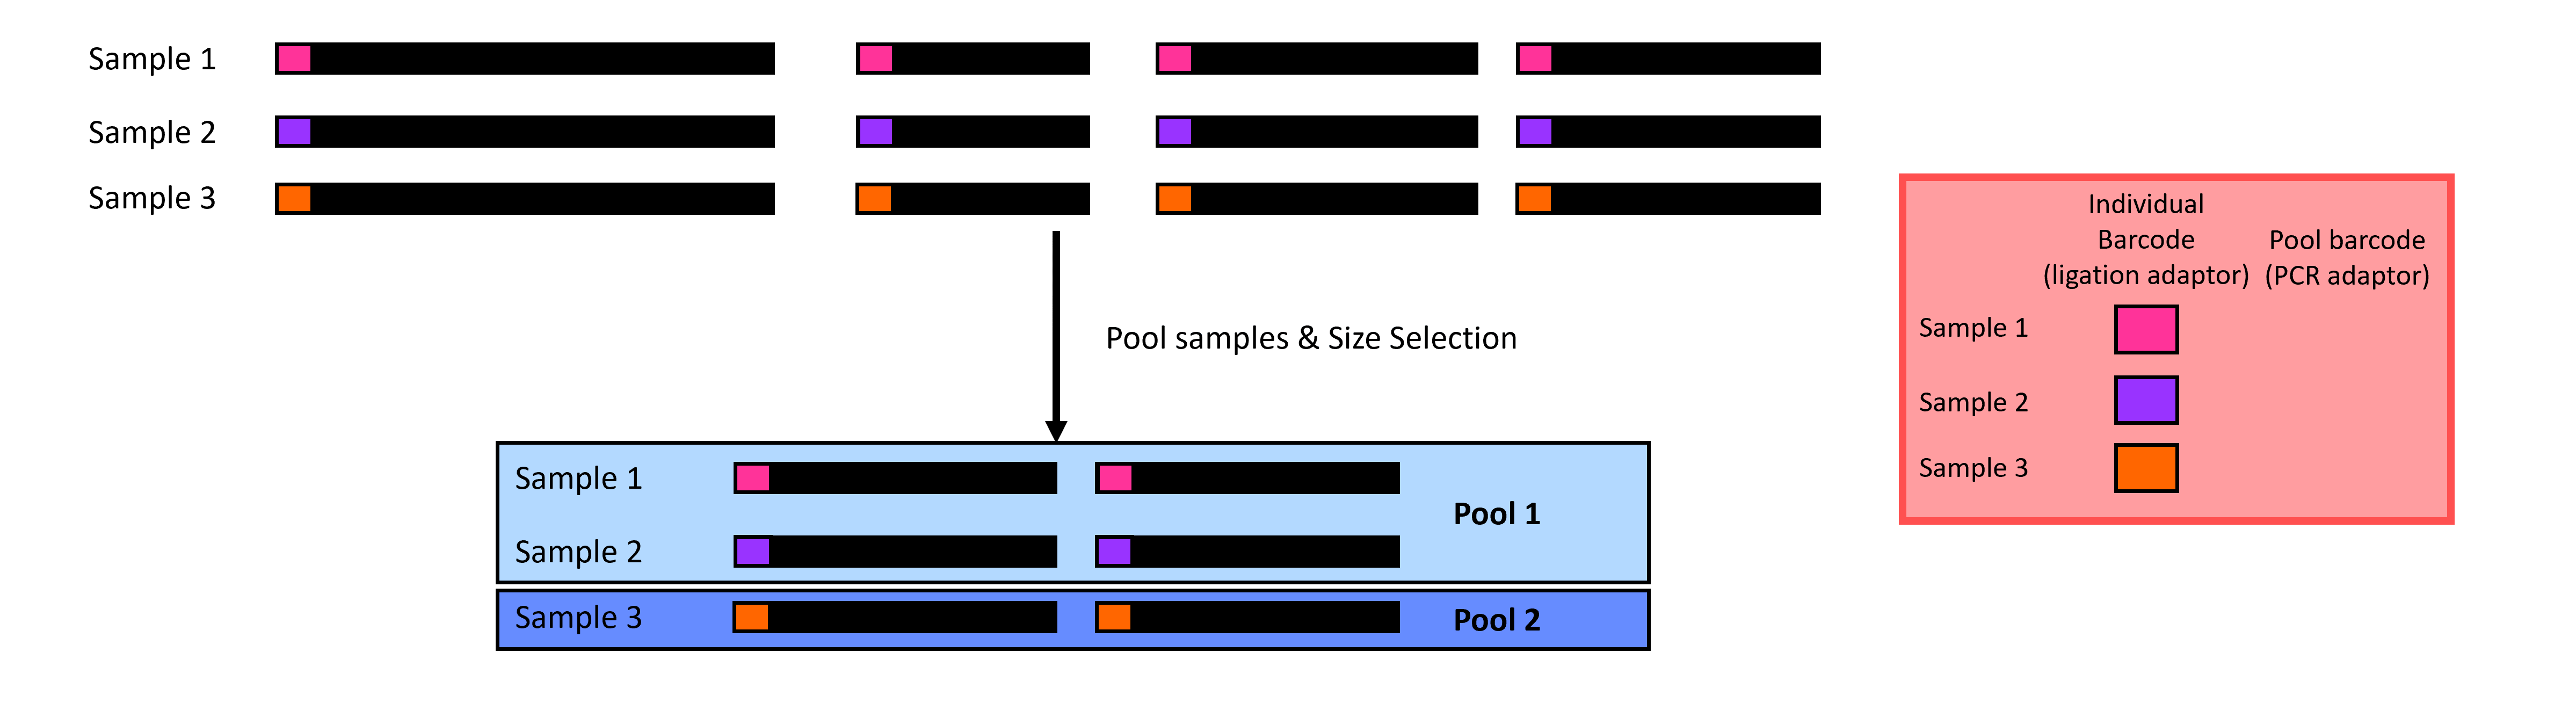 Sample 1
Sample 2
Sample 3
Pool samples & Size Selection
Sample 1
Sample 2
Pool 1
Sample 3
Pool 2
Individual
Barcode
(ligation adaptor)
Pool barcode
(PCR adaptor)
Sample 1
Sample 2
Sample 3